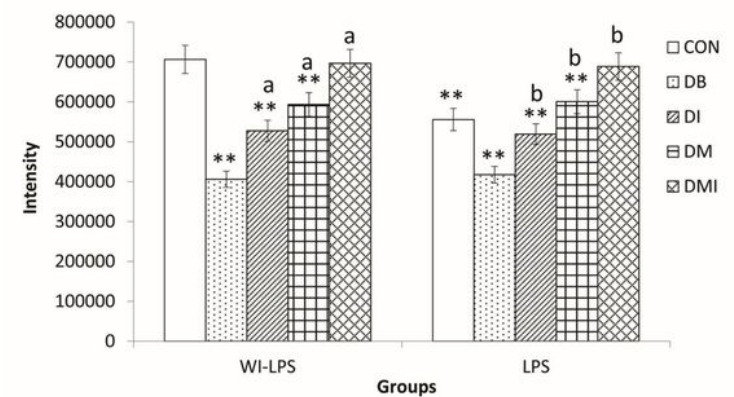 800000
700000
600000
500000
400000
300000
200000
100000
0
Intensity
**
a
**
a
**
a
**
**
b
**
b
**
b
WI-LPS
LPS
Groups
CON
DB
DI
DM
DMI